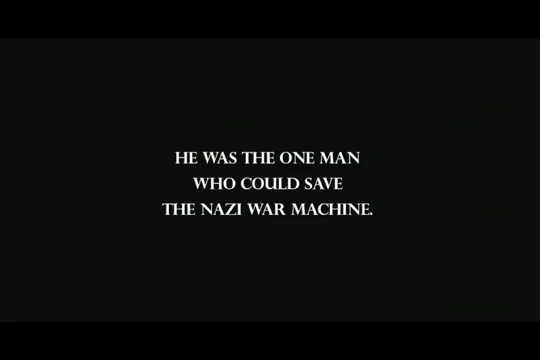 HE WAS THE ONE MAN
WHO COULD SAVE
THE NAZI WAR MACHINE.